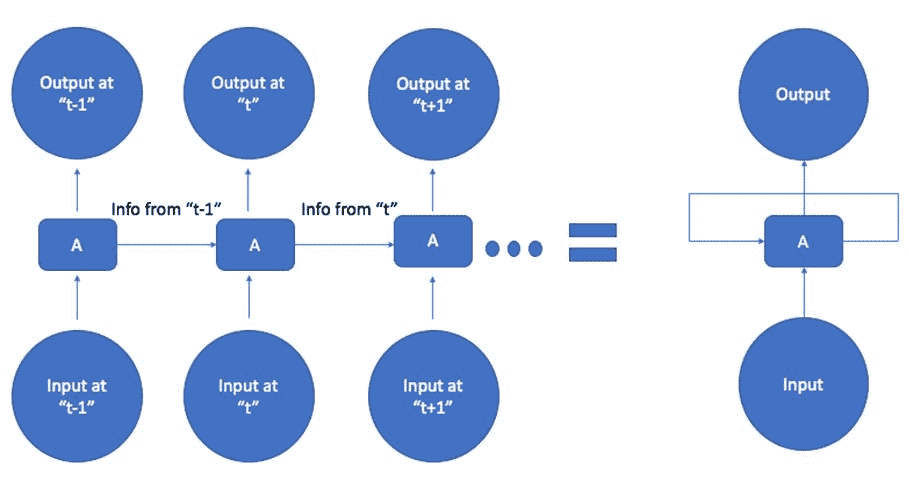 Output at
“t-1”
Output at
“t”
Output at
“t+1”
Output
Info from “t-1”
Info from “t”
A
A
A
A
Input at
“t-1”
Input at
“t”
Input at
“t+1”
Input